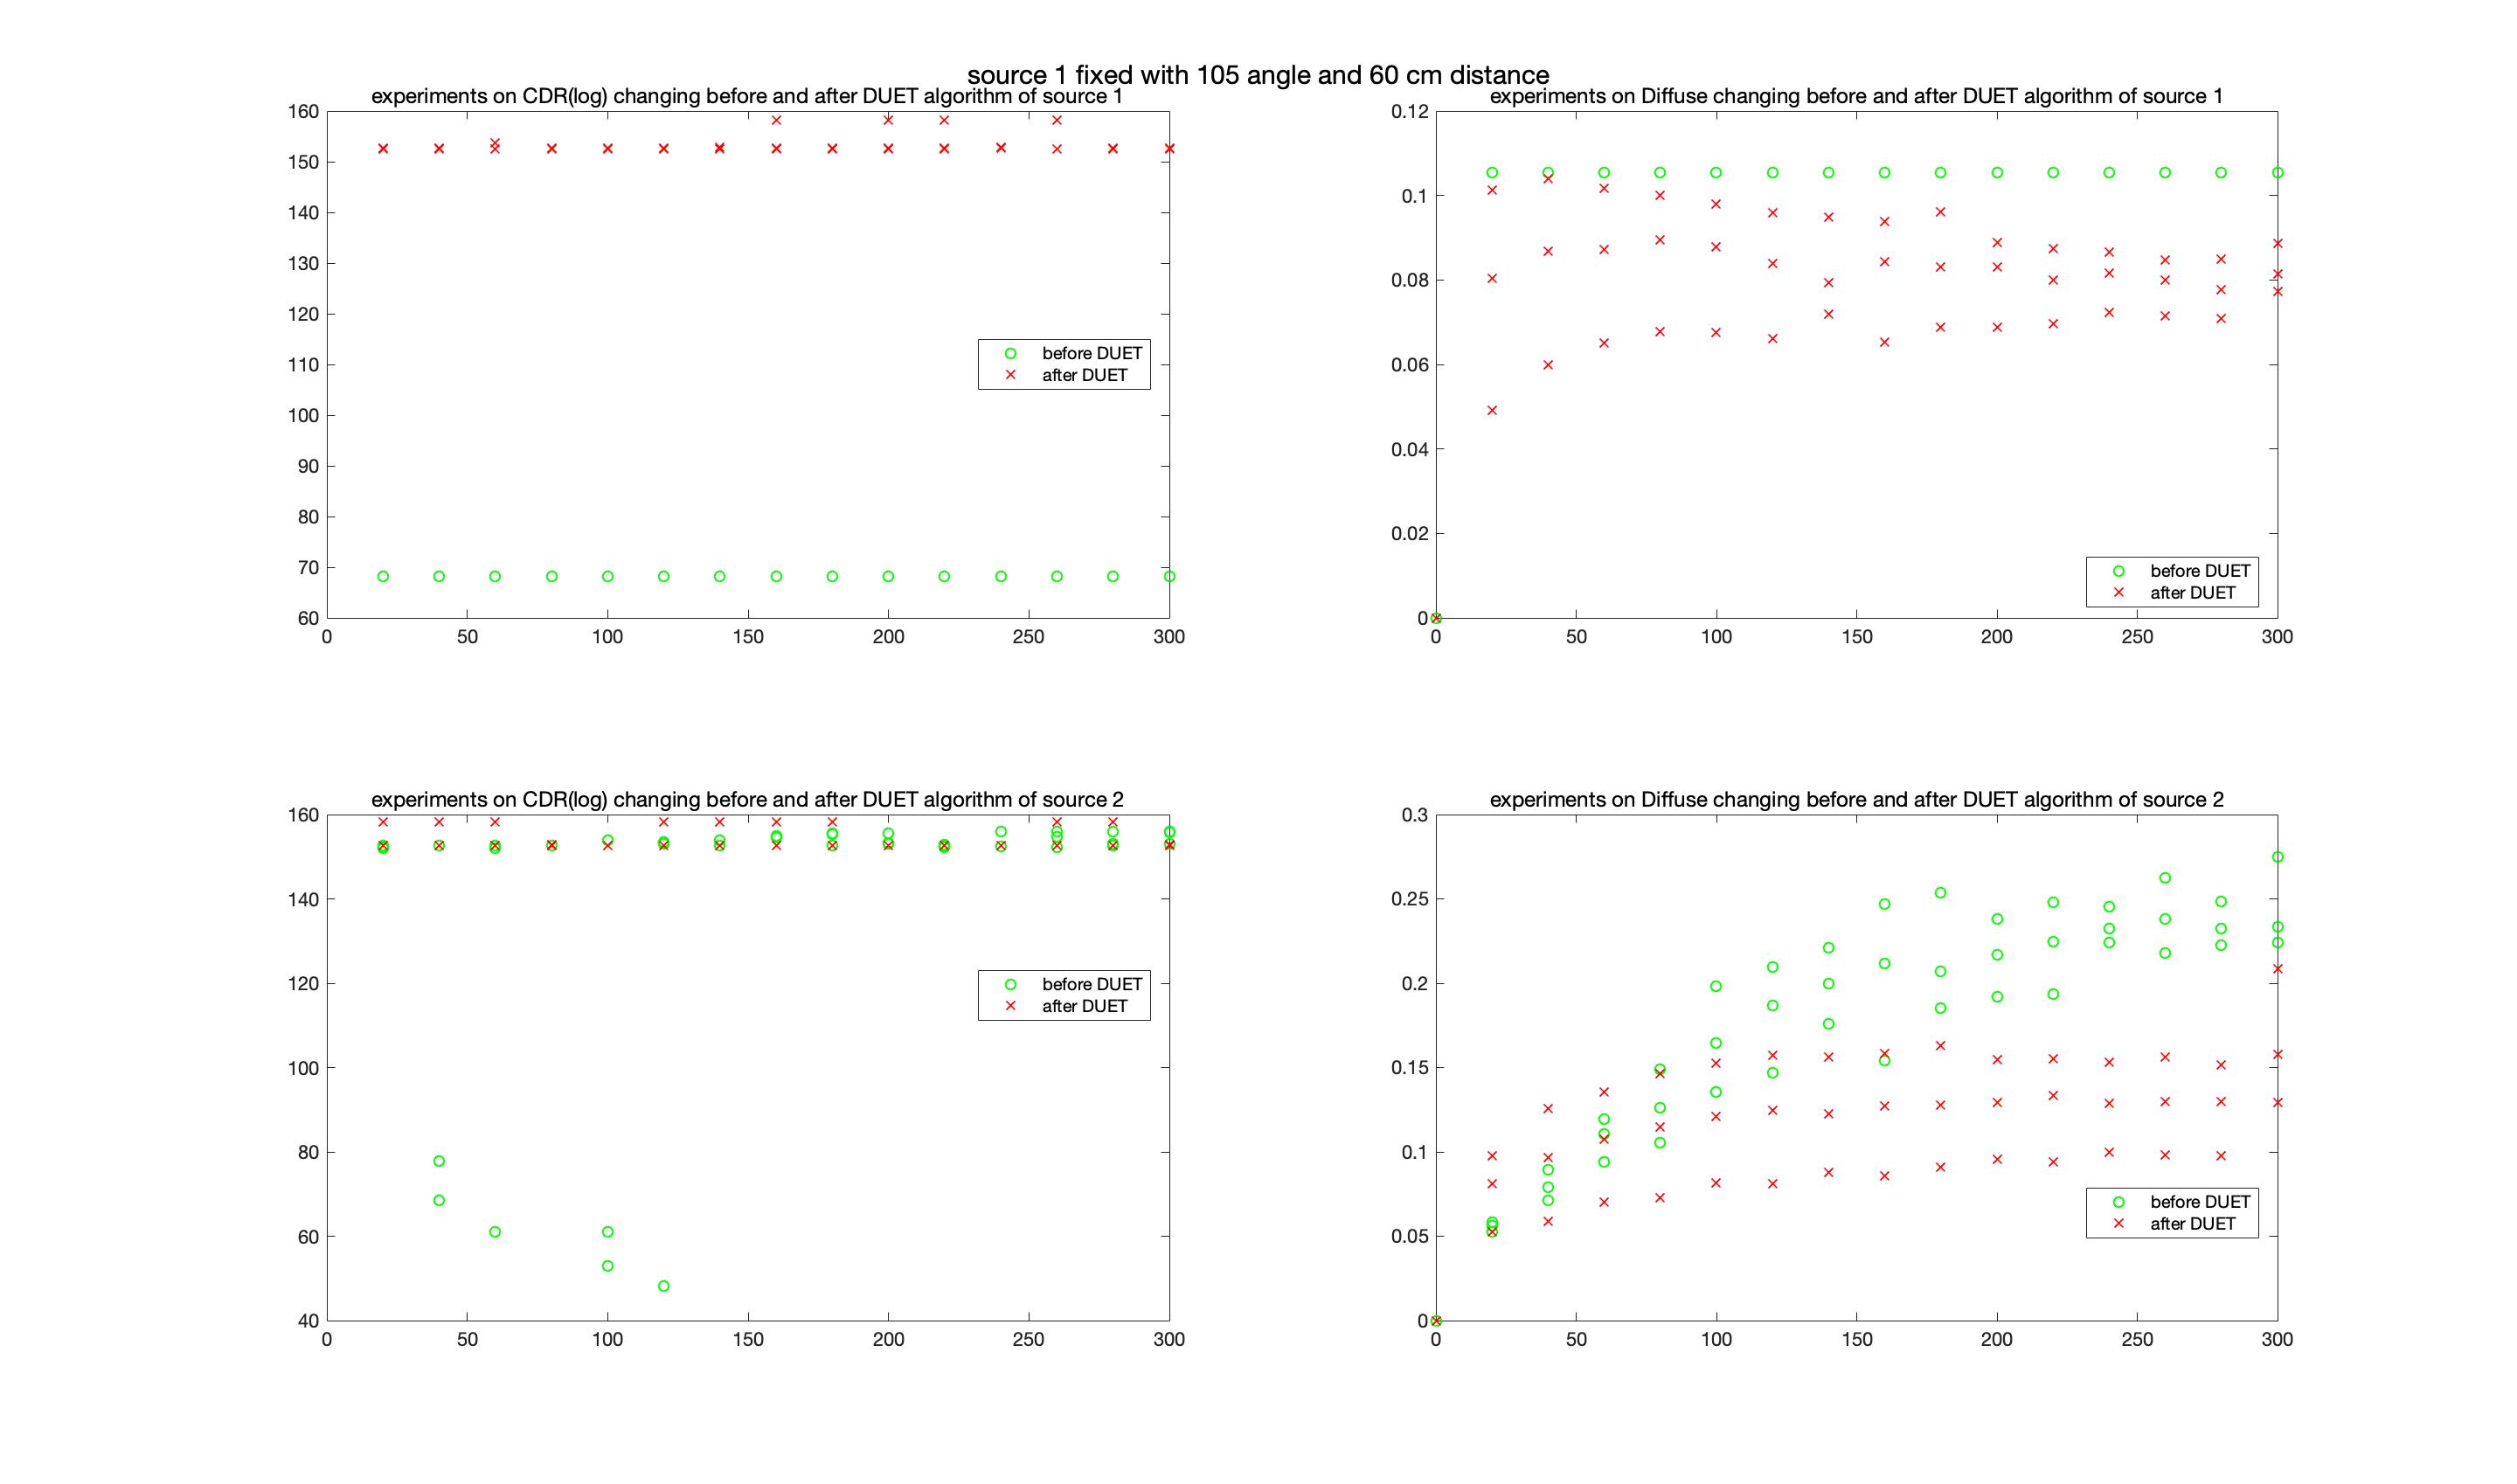 source 1 fixed with 105 angle and 60 cm distance
experiments on CDR(log) changing before and after DUET algorithm of source 1
160
150
140
130
120
110
100
90
80
70
60
0 50 100 150 200 250 300
before DUET
after DUET
experiments on Diffuse changing before and after DUET algorithm of source 1
0.12
0.1
0.08
0.06
0.04
0.02
0
0 50 100 150 200 250 300
before DUET
after DUET
experiments on CDR(log) changing before and after DUET algorithm of source 2
160
140
120
100
80
60
40
0 50 100 150 200 250 300
before DUET
after DUET
experiments on Diffuse changing before and after DUET algorithm of source 2
0.3
0.25
0.2
0.15
0.1
0.05
0
0 50 100 150 200 250 300
before DUET
after DUET